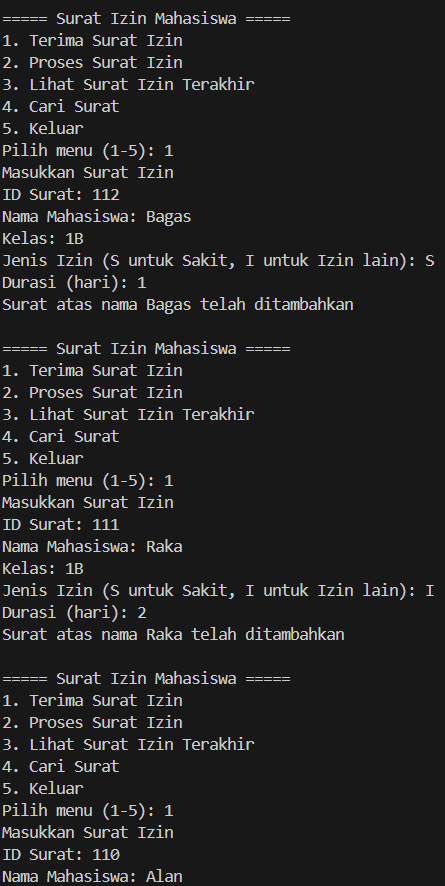 ===== Surat Izin Mahasiswa =====
1. Terima Surat Izin
2. Proses Surat Izin
3. Lihat Surat Izin Terakhir
4. Cari Surat
5. Keluar
Pilih menu (1-5): 1
Masukkan Surat Izin
ID Surat: 112
Nama Mahasiswa: Bagas
Kelas: 1B
Jenis Izin (S untuk Sakit, I untuk Izin lain): S
Durasi (hari): 1
Surat atas nama Bagas telah ditambahkan
===== Surat Izin Mahasiswa =====
1. Terima Surat Izin
2. Proses Surat Izin
3. Lihat Surat Izin Terakhir
4. Cari Surat
5. Keluar
Pilih menu (1-5): 1
Masukkan Surat Izin
ID Surat: 111
Nama Mahasiswa: Raka
Kelas: 1B
Jenis Izin (S untuk Sakit, I untuk Izin lain): I
Durasi (hari): 2
Surat atas nama Raka telah ditambahkan
===== Surat Izin Mahasiswa =====
1. Terima Surat Izin
2. Proses Surat Izin
3. Lihat Surat Izin Terakhir
4. Cari Surat
5. Keluar
Pilih menu (1-5): 1
Masukkan Surat Izin
ID Surat: 110
Nama Mahasiswa: Alan